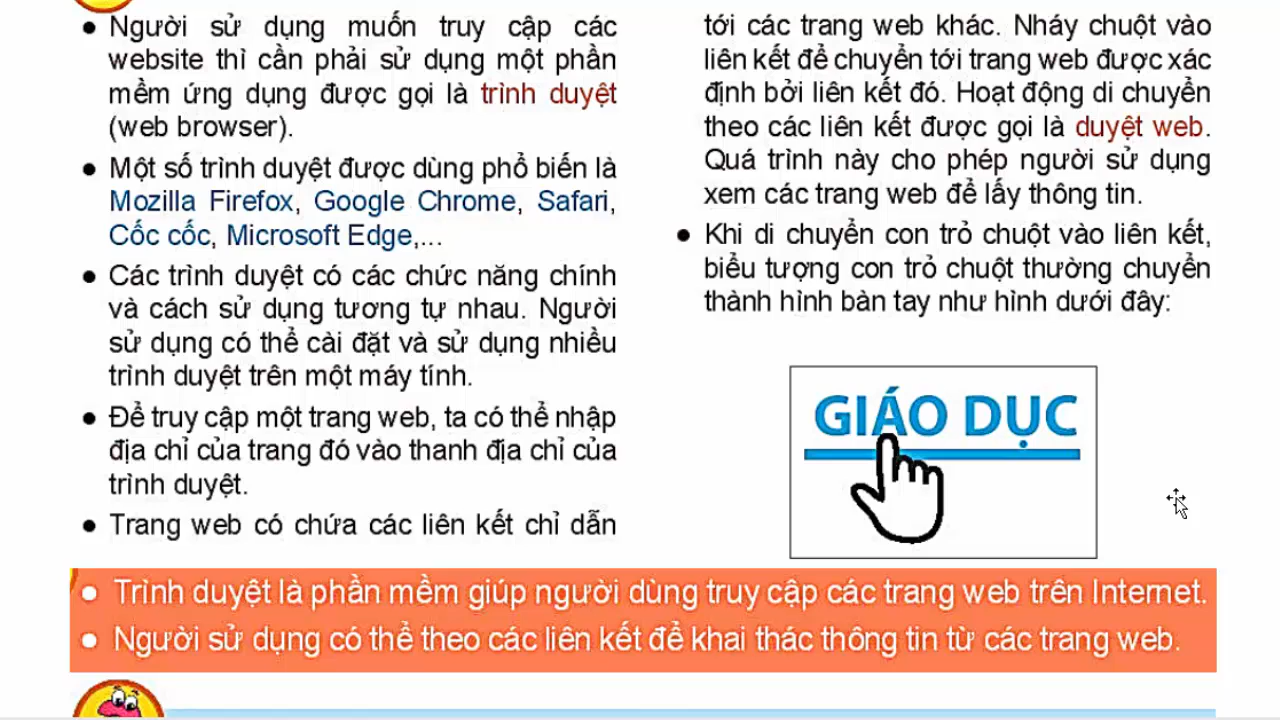 ● Người sử dụng muốn truy cập các
website thì cần phải sử dụng một phần
mềm ứng dụng được gọi là trình duyệt
(web browser).
● Một số trình duyệt được dùng phổ biến là
Mozilla Firefox, Google Chrome, Safari,
Cốc cốc, Microsoft Edge,...
● Các trình duyệt có các chức năng chính
và cách sử dụng tương tự nhau. Người
sử dụng có thể cài đặt và sử dụng nhiều
trình duyệt trên một máy tính.
● Để truy cập một trang web, ta có thể nhập
địa chỉ của trang đó vào thanh địa chỉ của
trình duyệt.
● Trang web có chứa các liên kết chỉ dẫn
tới các trang web khác. Nháy chuột vào
liên kết để chuyển tới trang web được xác
định bởi liên kết đó. Hoạt động di chuyển
theo các liên kết được gọi là duyệt web.
Quá trình này cho phép người sử dụng
xem các trang web để lấy thông tin.
● Khi di chuyển con trỏ chuột vào liên kết,
biểu tượng con trỏ chuột thường chuyển
thành hình bàn tay như hình dưới đây:
GIÁO DỤC
● Trình duyệt là phần mềm giúp người dùng truy cập các trang web trên Internet.
● Người sử dụng có thể theo các liên kết để khai thác thông tin từ các trang web.